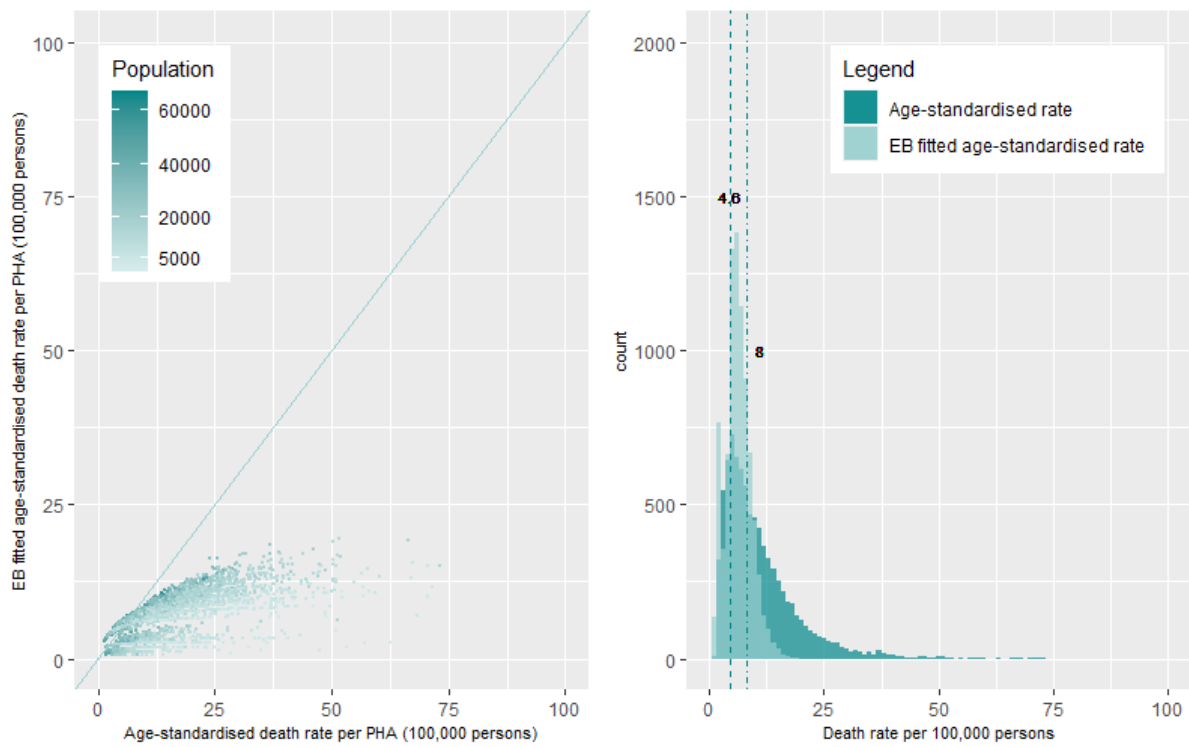 EB fitted age-standardised death rate per PHA (100,000 persons)
100
75
50
25
0
Population
60000
40000
20000
5000
0 25 50 75 100
Age-standardised death rate per PHA (100,000 persons)
count
2000
1500
1000
500
0
Legend
Age-standardised rate
EB fitted age-standardised rate
8
0 25 50 75 100
Death rate per 100,000 persons